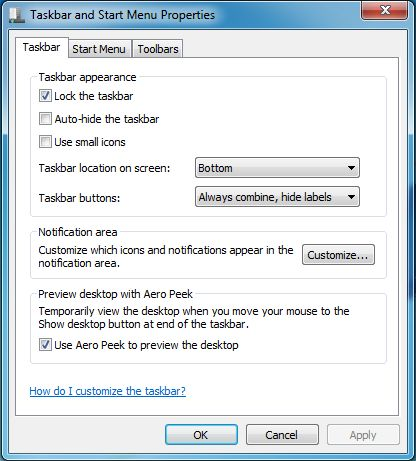 Taskbar and Start Menu Properties
Taskbar Start Menu Toolbars
Taskbar appearance
Lock the taskbar
Auto-hide the taskbar
Use small icons
Taskbar location on screen: Bottom
Taskbar buttons: Always combine, hide labels
Notification area
Customize which icons and notifications appear in the
notification area.
Customize...
Preview desktop with Aero Peek
Temporarily view the desktop when you move your mouse to the
Show desktop button at end of the taskbar.
Use Aero Peek to preview the desktop
How do I customize the taskbar?
OK Cancel Apply